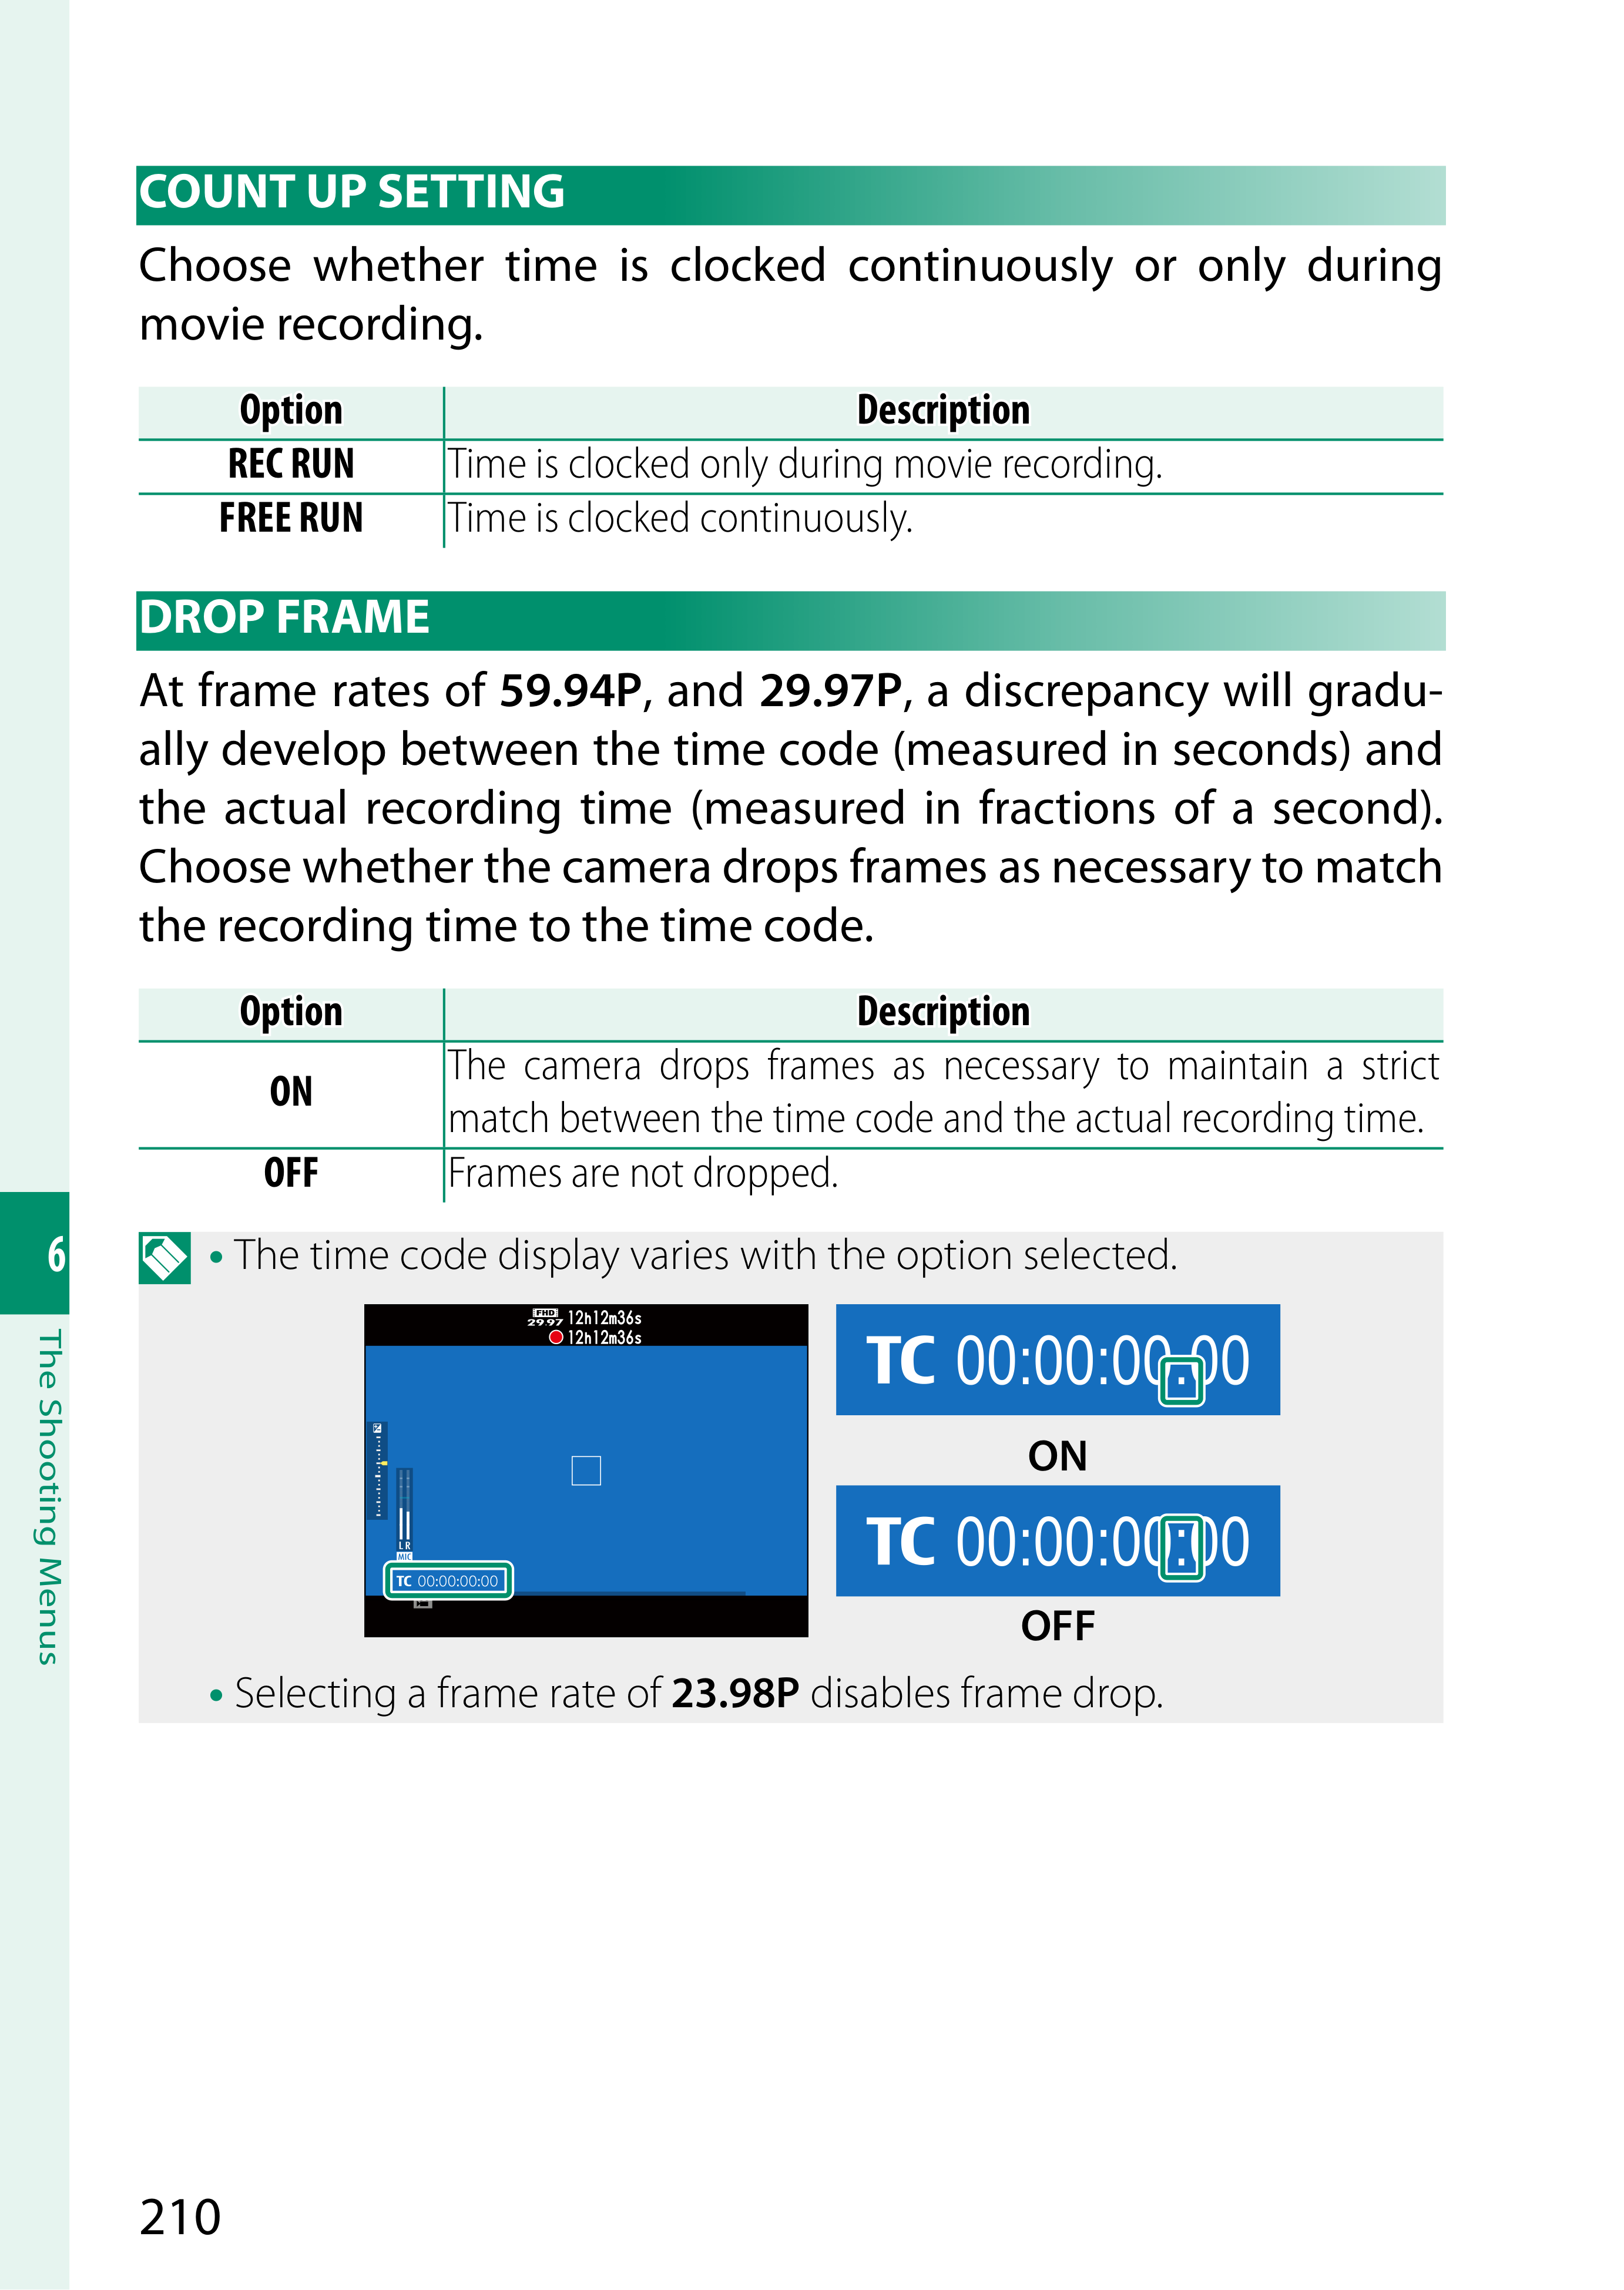 COUNT UP SETTING
Choose whether time is clocked continuously or only during
movie recording.
Option Description
REC RUN Time is clocked only during movie recording.
FREE RUN Time is clocked continuously.
DROP FRAME
At frame rates of 59.94P, and 29.97P, a discrepancy will gradu-
ally develop between the time code (measured in seconds) and
the actual recording time (measured in fractions of a second).
Choose whether the camera drops frames as necessary to match
the recording time to the time code.
Option Description
ON The camera drops frames as necessary to maintain a strict
match between the time code and the actual recording time.
OFF Frames are not dropped.
• The time code display varies with the option selected.
FHD 12h12m36s
29.97
12h12m36s
L R
MIC
TC 00:00:00:00
TC 00:00:00.00
ON
TC 00:00:00:00
OFF
• Selecting a frame rate of 23.98P disables frame drop.
6
The Shooting Menus
210